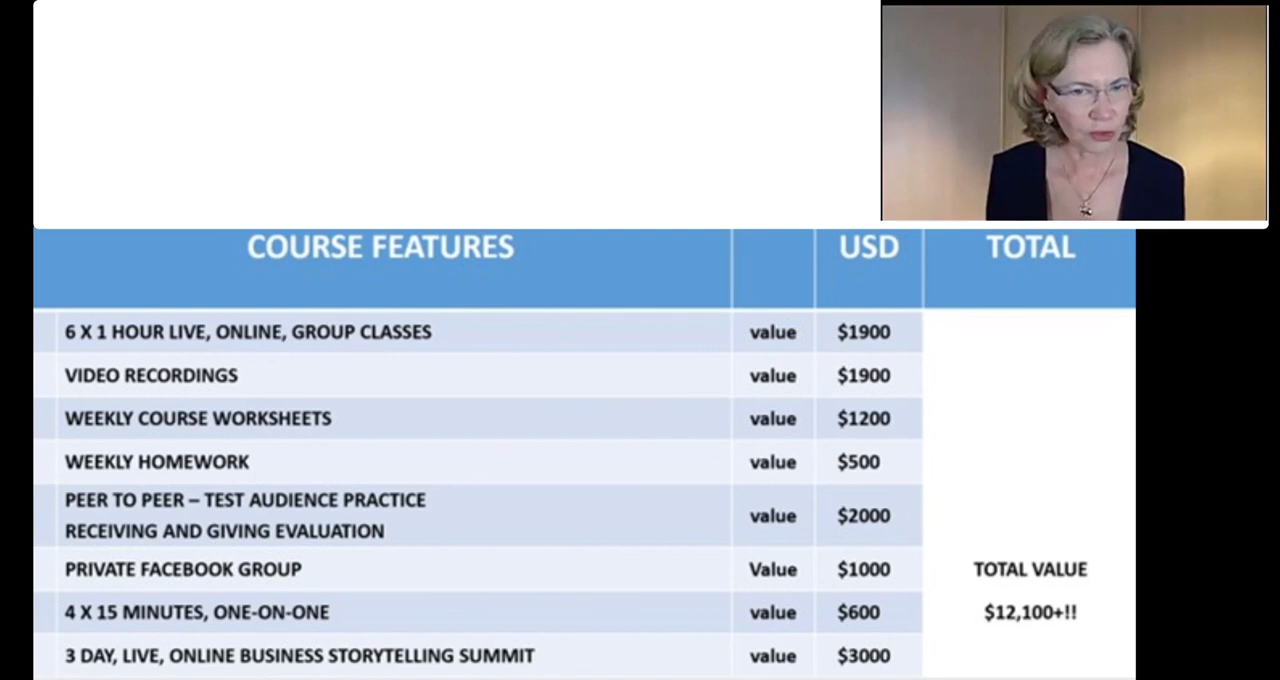 COURSE FEATURES USD TOTAL
6 X 1 HOUR LIVE, ONLINE, GROUP CLASSES value $1900
VIDEO RECORDINGS value $1900
WEEKLY COURSE WORKSHEETS value $1200
WEEKLY HOMEWORK value $500
PEER TO PEER – TEST AUDIENCE PRACTICE
RECEIVING AND GIVING EVALUATION value $2000
PRIVATE FACEBOOK GROUP Value $1000 TOTAL VALUE
4 X 15 MINUTES, ONE-ON-ONE value $600 $12,100+!!
3 DAY, LIVE, ONLINE BUSINESS STORYTELLING SUMMIT value $3000